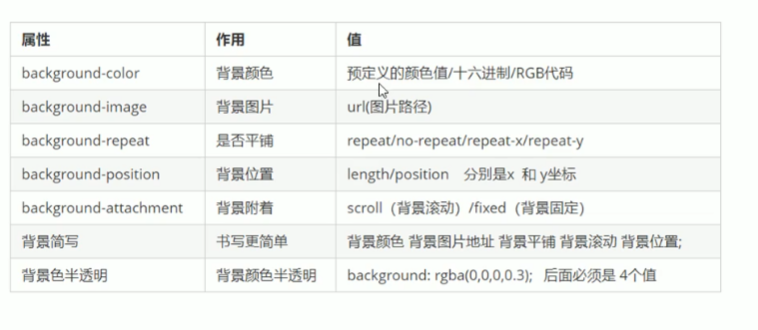 属性 作用 值
background-color 背景颜色 预定义的颜色值/十六进制/RGB代码
background-image 背景图片 url(图片路径)
background-repeat 是否平铺 repeat/no-repeat/repeat-x/repeat-y
background-position 背景位置 length/position 分别是x 和 y坐标
background-attachment 背景附着 scroll（背景滚动）/fixed（背景固定）
背景简写 书写更简单 背景颜色 背景图片地址 背景平铺 背景滚动 背景位置;
背景色半透明 背景颜色半透明 background: rgba(0,0,0,0.3); 后面必须是 4个值